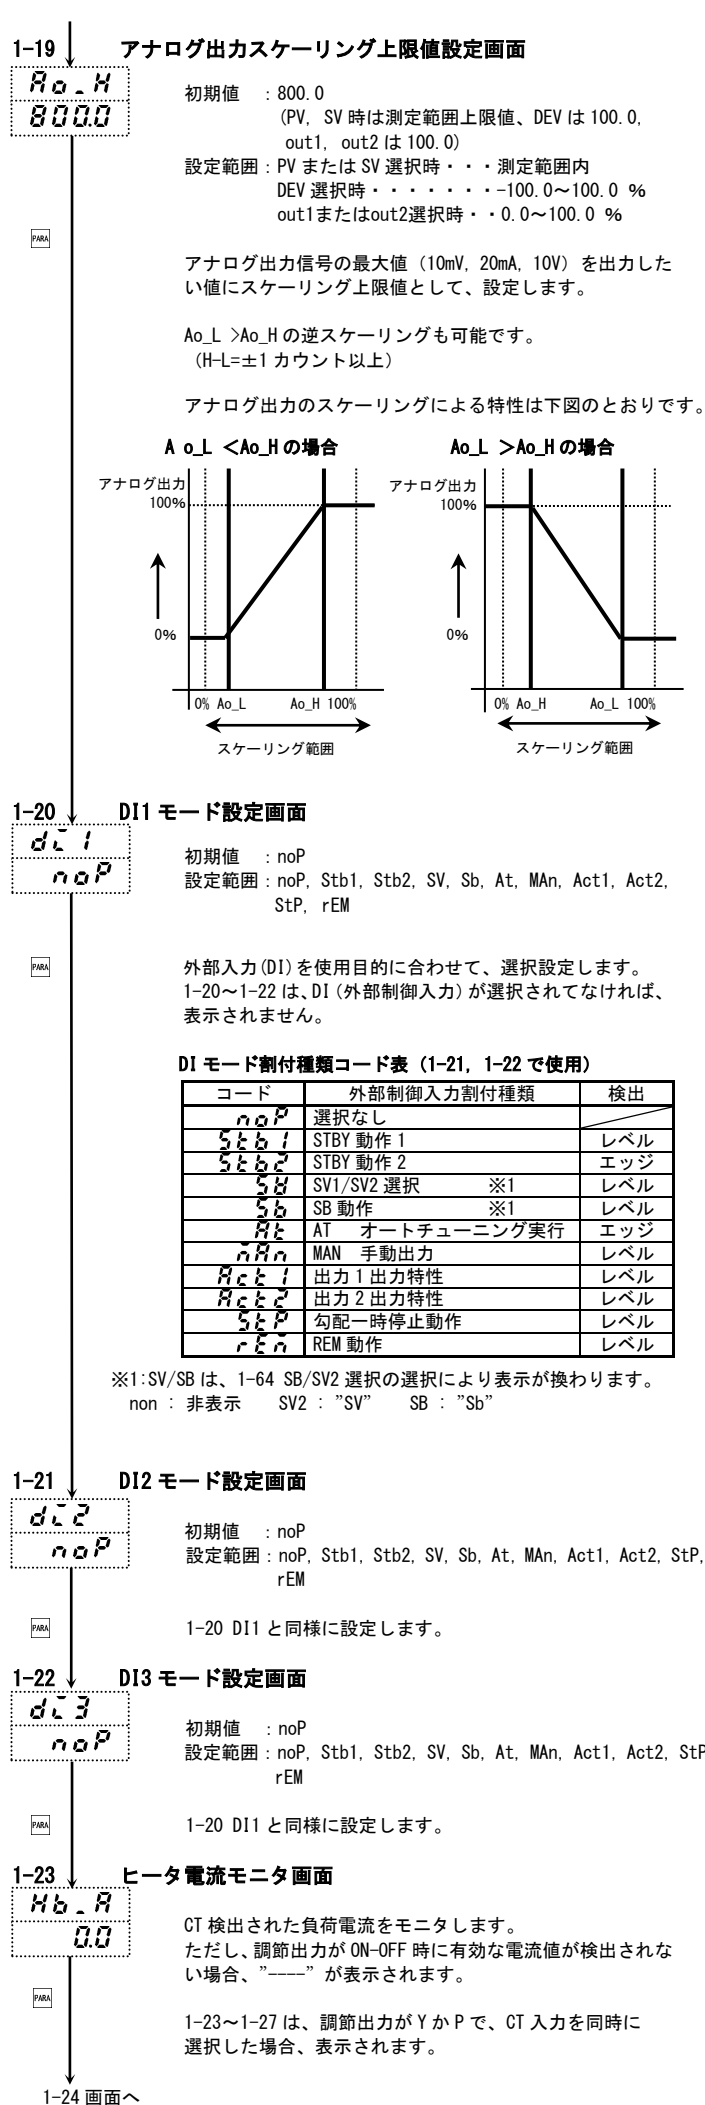 1-19 アナログ出力スケーリング上限値設定画面
Ao_H
800.0
初期値 ：800.0
(PV, SV 時は測定範囲上限値、DEV は 100.0,
out1, out2 は 100.0)
設定範囲：PV または SV 選択時・・・測定範囲内
DEV 選択時・・・・・・・-100.0～100.0 %
out1またはout2選択時・・0.0～100.0 %
PARA
アナログ出力信号の最大値（10mV, 20mA, 10V）を出力した
い値にスケーリング上限値として、設定します。
Ao_L >Ao_H の逆スケーリングも可能です。
（H-L=±1 カウント以上）
アナログ出力のスケーリングによる特性は下図のとおりです。
A o_L ＜Ao_H の場合
アナログ出力
100%
0%
0% Ao_L Ao_H 100%
スケーリング範囲
Ao_L ＞Ao_H の場合
アナログ出力
100%
0%
0% Ao_H Ao_L 100%
スケーリング範囲
1-20 DI1 モード設定画面
di1
noP
初期値 ：noP
設定範囲：noP, Stb1, Stb2, SV, Sb, At, MAn, Act1, Act2,
StP, rEM
PARA
外部入力(DI)を使用目的に合わせて、選択設定します。
1-20～1-22 は、DI（外部制御入力）が選択されてなければ、
表示されません。
DI モード割付種類コード表（1-21, 1-22 で使用）
コード 外部制御入力割付種類 検出
noP 選択なし
Stb1 STBY 動作 1 レベル
Stb2 STBY 動作 2 エッジ
SV SV1/SV2 選択 ※1 レベル
Sb SB 動作 ※1 レベル
At AT オートチューニング実行 エッジ
MAn MAN 手動出力 レベル
Act1 出力 1 出力特性 レベル
Act2 出力 2 出力特性 レベル
StP 勾配一時停止動作 レベル
rEM REM 動作 レベル
※1:SV/SB は、1-64 SB/SV2 選択の選択により表示が換わります。
non : 非表示 SV2 : ”SV” SB : ”Sb”
1-21 DI2 モード設定画面
di2
noP
初期値 ：noP
設定範囲：noP, Stb1, Stb2, SV, Sb, At, MAn, Act1, Act2, StP,
rEM
PARA
1-20 DI1 と同様に設定します。
1-22 DI3 モード設定画面
di3
noP
初期値 ：noP
設定範囲：noP, Stb1, Stb2, SV, Sb, At, MAn, Act1, Act2, StP
rEM
PARA
1-20 DI1 と同様に設定します。
1-23 ヒータ電流モニタ画面
Hb_A
0.0
CT 検出された負荷電流をモニタします。
ただし、調節出力が ON-OFF 時に有効な電流値が検出されな
い場合、”----” が表示されます。
PARA
1-23～1-27 は、調節出力が Y か P で、CT 入力を同時に
選択した場合、表示されます。
1-24 画面へ